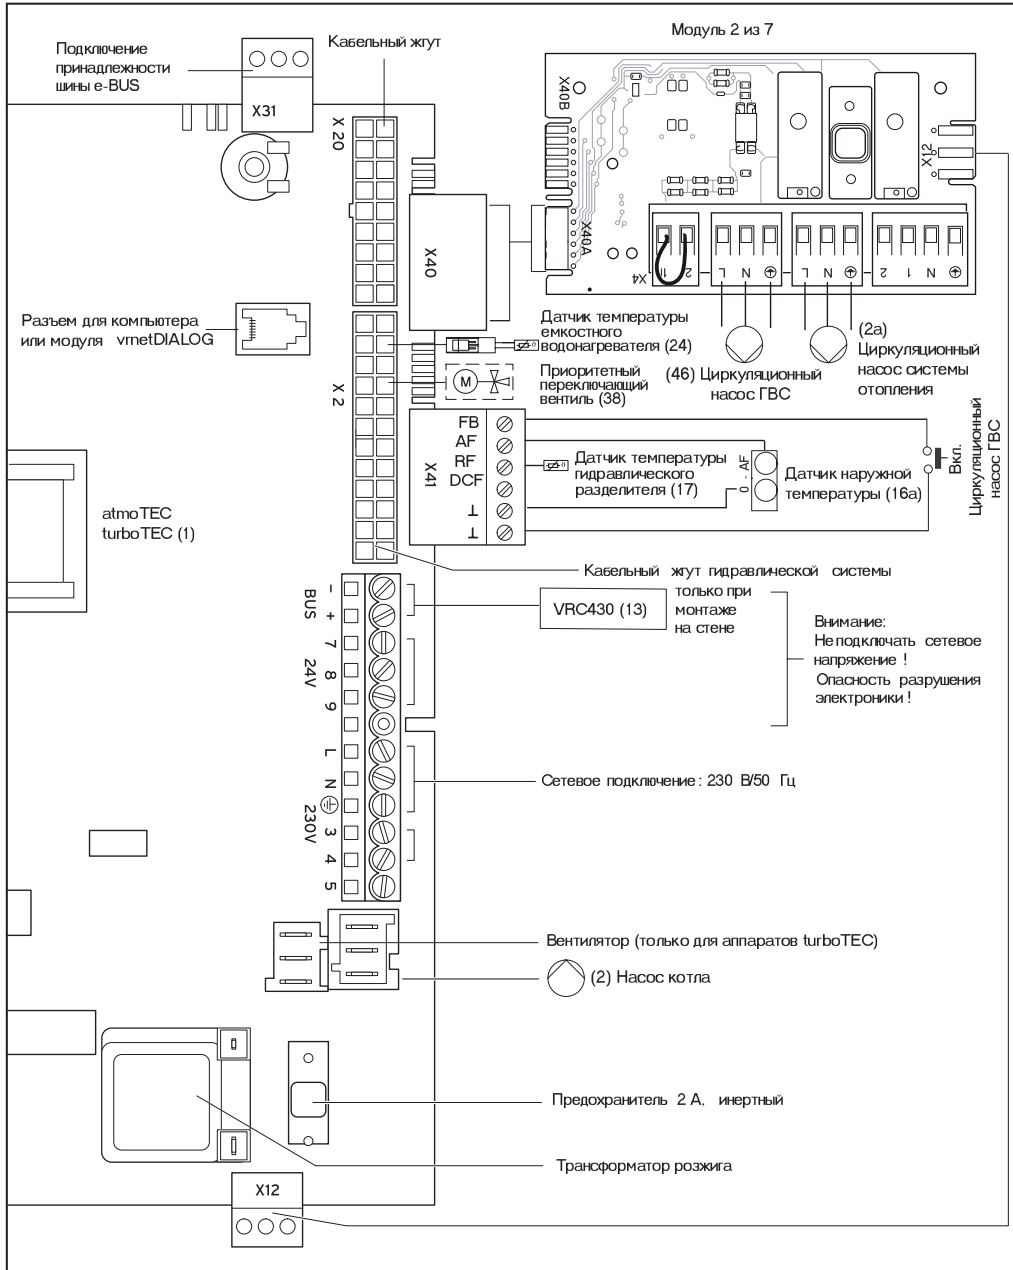 Модуль 2 из 7
Подключение
принадлежности
шины e-BUS
Кабельный жгут
X31
X 20
X40B
X40A
X12
X4
1 2
L N
L N
2 1 N
X40
Разъем для компьютера
или модуля vrnetDIALOG
Датчик температуры
емкостного
водонагревателя (24)
Приоритетный
переключающий
вентиль (38)
M
(46) Циркуляционный
насос ГВС
(2a)
Циркуляционный
насос системы
отопления
X 2
X41
FB
AF
RF
DCF
⊥
⊥
Датчик температуры
гидравлического
разделителя (17)
0 - AF
Датчик наружной
температуры (16a)
Вкл.
Циркуляционный
насос ГВС
atmoTEC
turboTEC (1)
Кабельный жгут гидравлической системы
VRC430 (13)
только при
монтаже
на стене
Внимание:
Не подключать сетевое
напряжение !
Опасность разрушения
электроники !
BUS
- +
24V
7 8 9
L N
230V
3 4 5
Сетевое подключение: 230 В/50 Гц
Вентилятор (только для аппаратов turboTEC)
(2) Насос котла
Предохранитель 2 А, инертный
Трансформатор розжига
X12